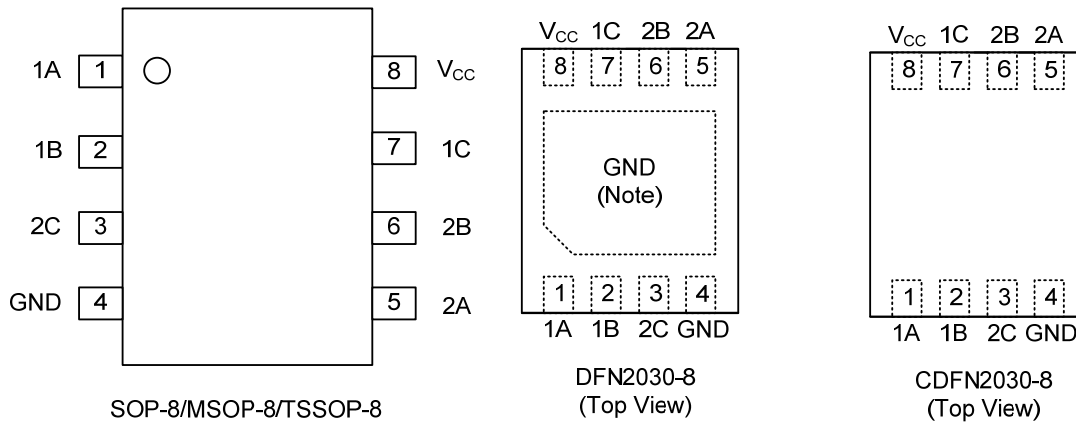 1A 1 8 VCC
1B 2 7 1C
2C 3 6 2B
GND 4 5 2A
SOP-8/MSOP-8/TSSOP-8
VCC 1C 2B 2A
8 7 6 5
GND
(Note)
1 2 3 4
1A 1B 2C GND
DFN2030-8
(Top View)
VCC 1C 2B 2A
8 7 6 5
1 2 3 4
1A 1B 2C GND
CDFN2030-8
(Top View)